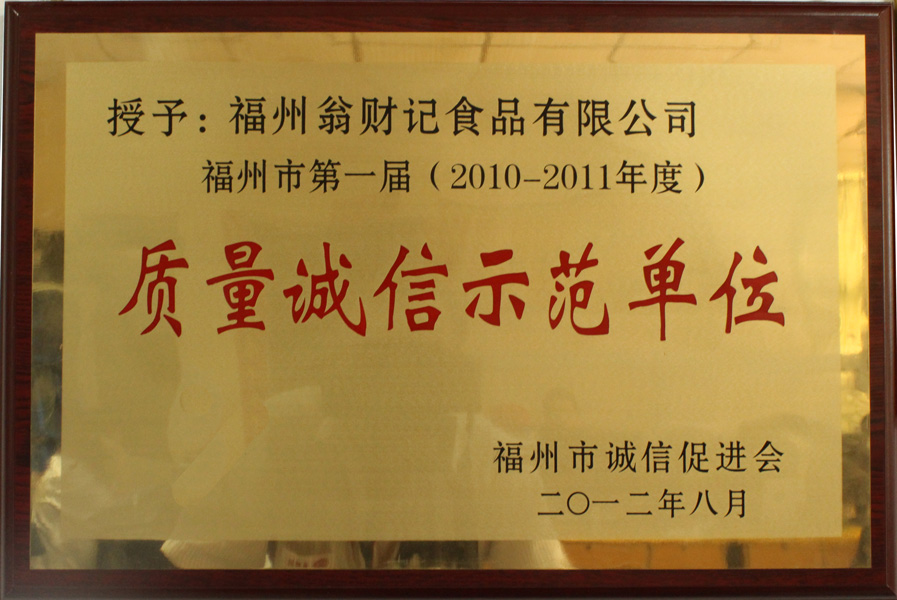 授予：福州翁财记食品有限公司
福州市第一届（2010-2011年度）
质量诚信示范单位
福州市诚信促进会
二〇一二年八月